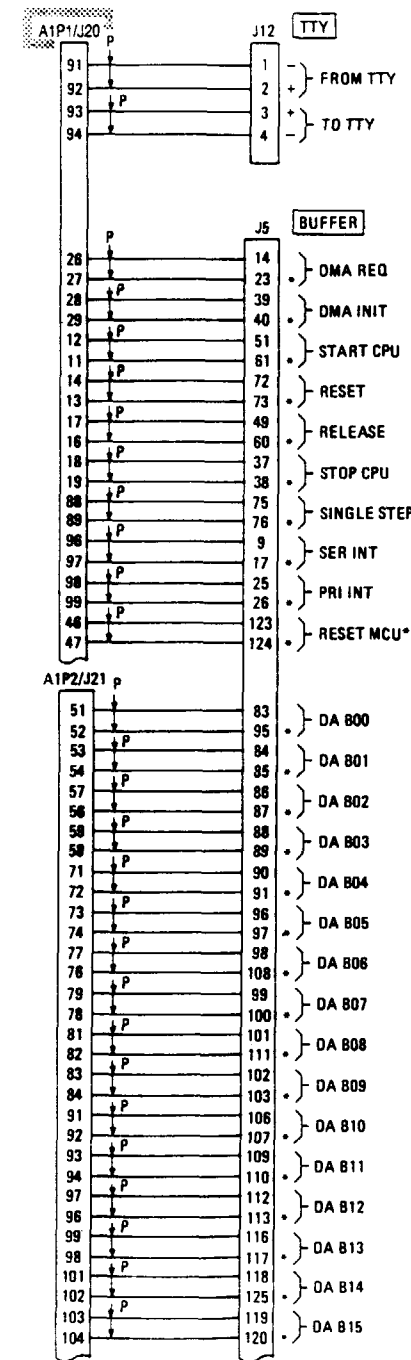 A1P1/J20 P J12 TTY
91 1 -
92 2 + FROM TTY
P
93 3 +
94 4 - TO TTY
P J5 BUFFER
26 14
27 23 * DMA REQ
P
28 39
29 40 * DMA INIT
P
12 51
11 61 * START CPU
P
14 72
13 73 * RESET
P
17 49
16 60 * RELEASE
P
18 37
19 38 * STOP CPU
P
88 75
89 76 * SINGLE STEP
P
96 9
97 17 * SER INT
P
98 25
99 26 * PRI INT
P
46 123
47 124 * RESET MCU*
A1P2/J21 P
51 83
52 95 * DA B00
P
53 84
54 85 * DA B01
P
57 86
56 87 * DA B02
P
59 88
58 89 * DA B03
P
71 90
72 91 * DA B04
P
73 96
74 97 * DA B05
P
77 98
76 108 * DA B06
P
79 99
78 100 * DA B07
P
81 101
82 111 * DA B08
P
83 102
84 103 * DA B09
P
91 106
92 107 * DA B10
P
93 109
94 110 * DA B11
P
97 112
96 113 * DA B12
P
99 116
98 117 * DA B13
P
101 118
102 125 * DA B14
P
103 119
104 120 * DA B15